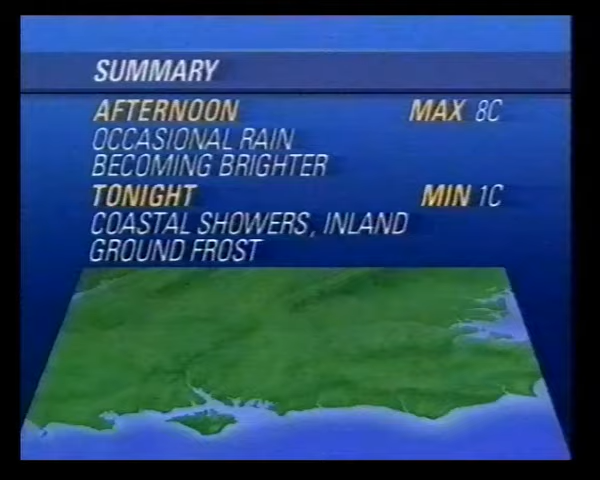 SUMMARY
AFTERNOON MAX 8C
OCCASIONAL RAIN
BECOMING BRIGHTER
TONIGHT MIN 1C
COASTAL SHOWERS, INLAND
GROUND FROST